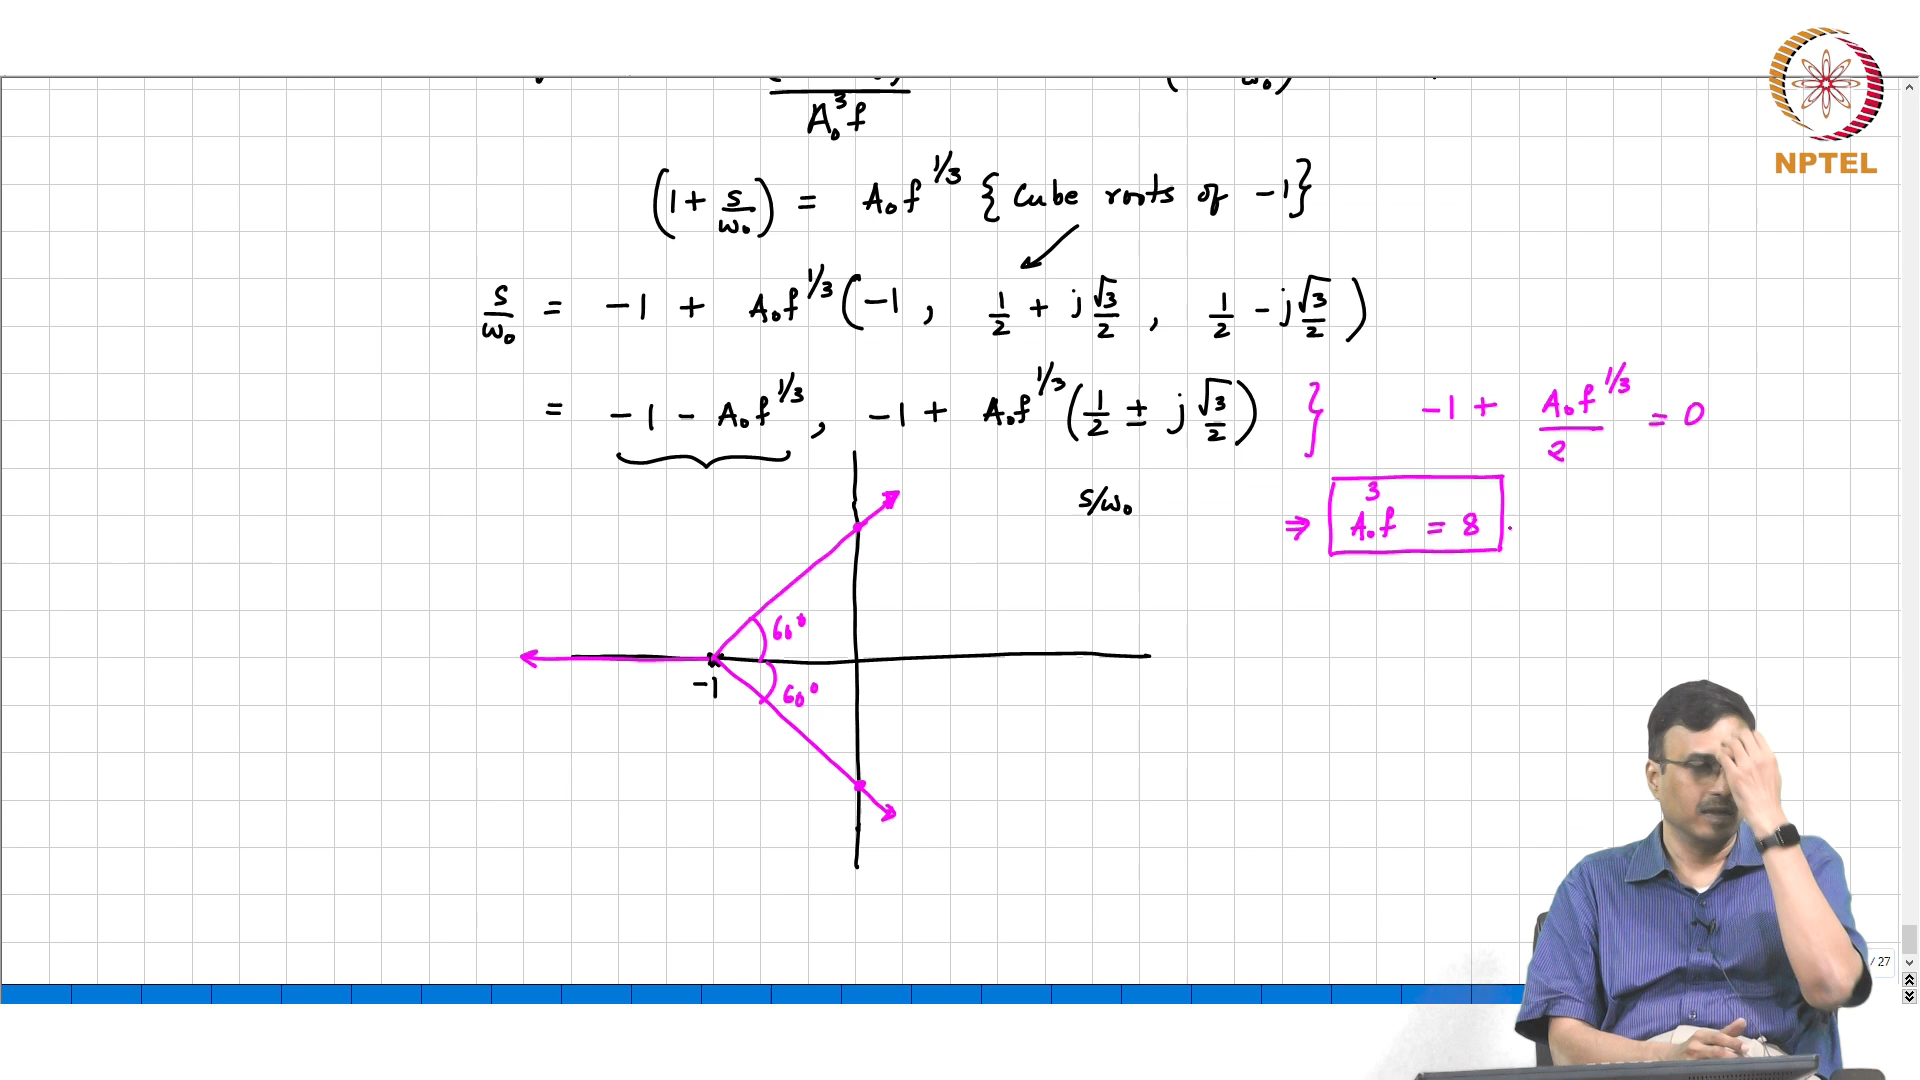 A₀³f
ω₀)
(1 + s/ω₀) = A₀f^1/3 { Cube roots of -1}
s/ω₀ = -1 + A₀f^1/3 (-1, 1/2 + j√3/2, 1/2 - j√3/2)
= -1 - A₀f^1/3, -1 + A₀f^1/3 (1/2 ± j√3/2) } -1 + A₀f^1/3/2 = 0
s/ω₀
⇒ A₀³f = 8.
60°
-1
60°
NPTEL
/ 27